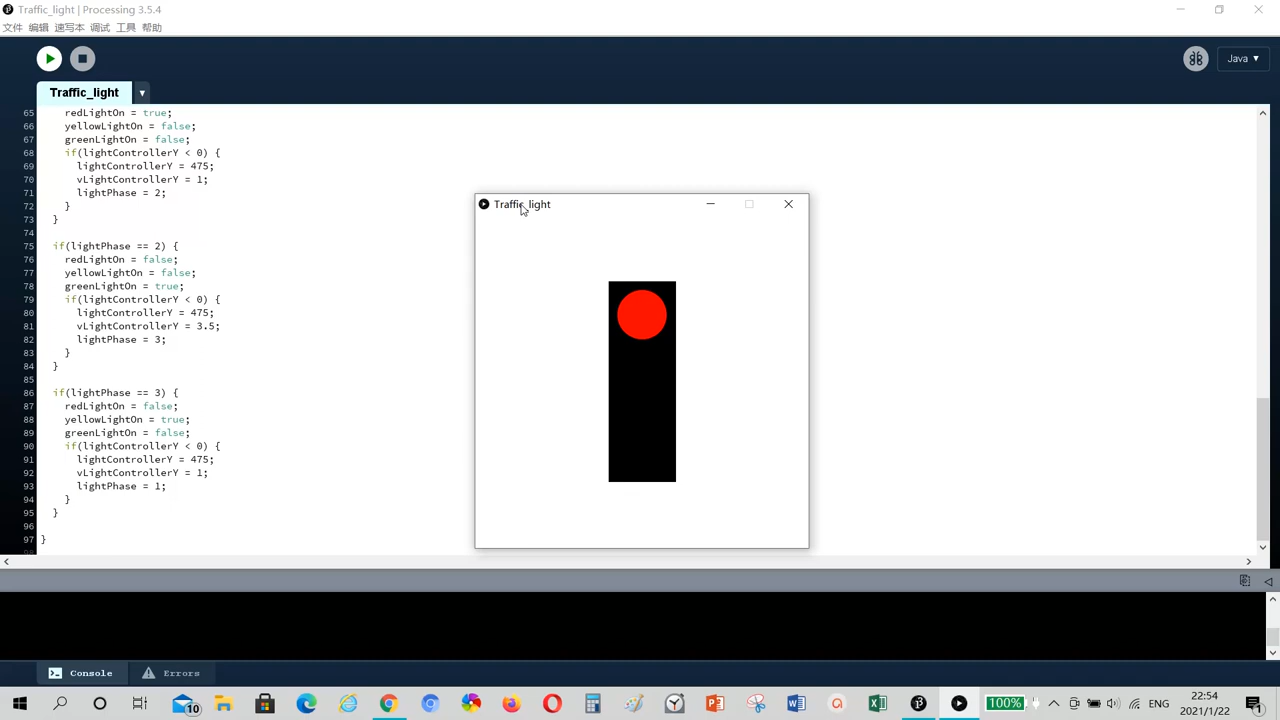 Traffic_light | Processing 3.5.4
文件 编辑 速写本 调试 工具 帮助
Java ▼
Traffic_light ▼
65 redLightOn = true;
66 yellowLightOn = false;
67 greenLightOn = false;
68 if(lightControllerY < 0) {
69 lightControllerY = 475;
70 vLightControllerY = 1;
71 lightPhase = 2;
72 }
73 }
74
75 if(lightPhase == 2) {
76 redLightOn = false;
77 yellowLightOn = false;
78 greenLightOn = true;
79 if(lightControllerY < 0) {
80 lightControllerY = 475;
81 vLightControllerY = 3.5;
82 lightPhase = 3;
83 }
84 }
85
86 if(lightPhase == 3) {
87 redLightOn = false;
88 yellowLightOn = true;
89 greenLightOn = false;
90 if(lightControllerY < 0) {
91 lightControllerY = 475;
92 vLightControllerY = 1;
93 lightPhase = 1;
94 }
95 }
96
97 }
Traffic_light
Console
Errors
10
100%
ENG
22:54
2021/1/22
1